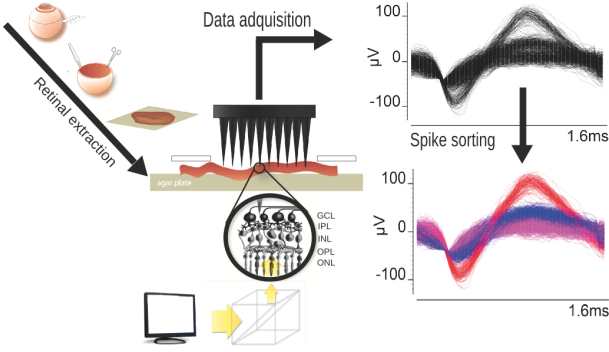 Data adquisition
Retinal extraction
agar plate
GCL
IPL
INL
OPL
ONL
µV
100
0
-100
1.6ms
Spike sorting
µV
100
0
-100
1.6ms